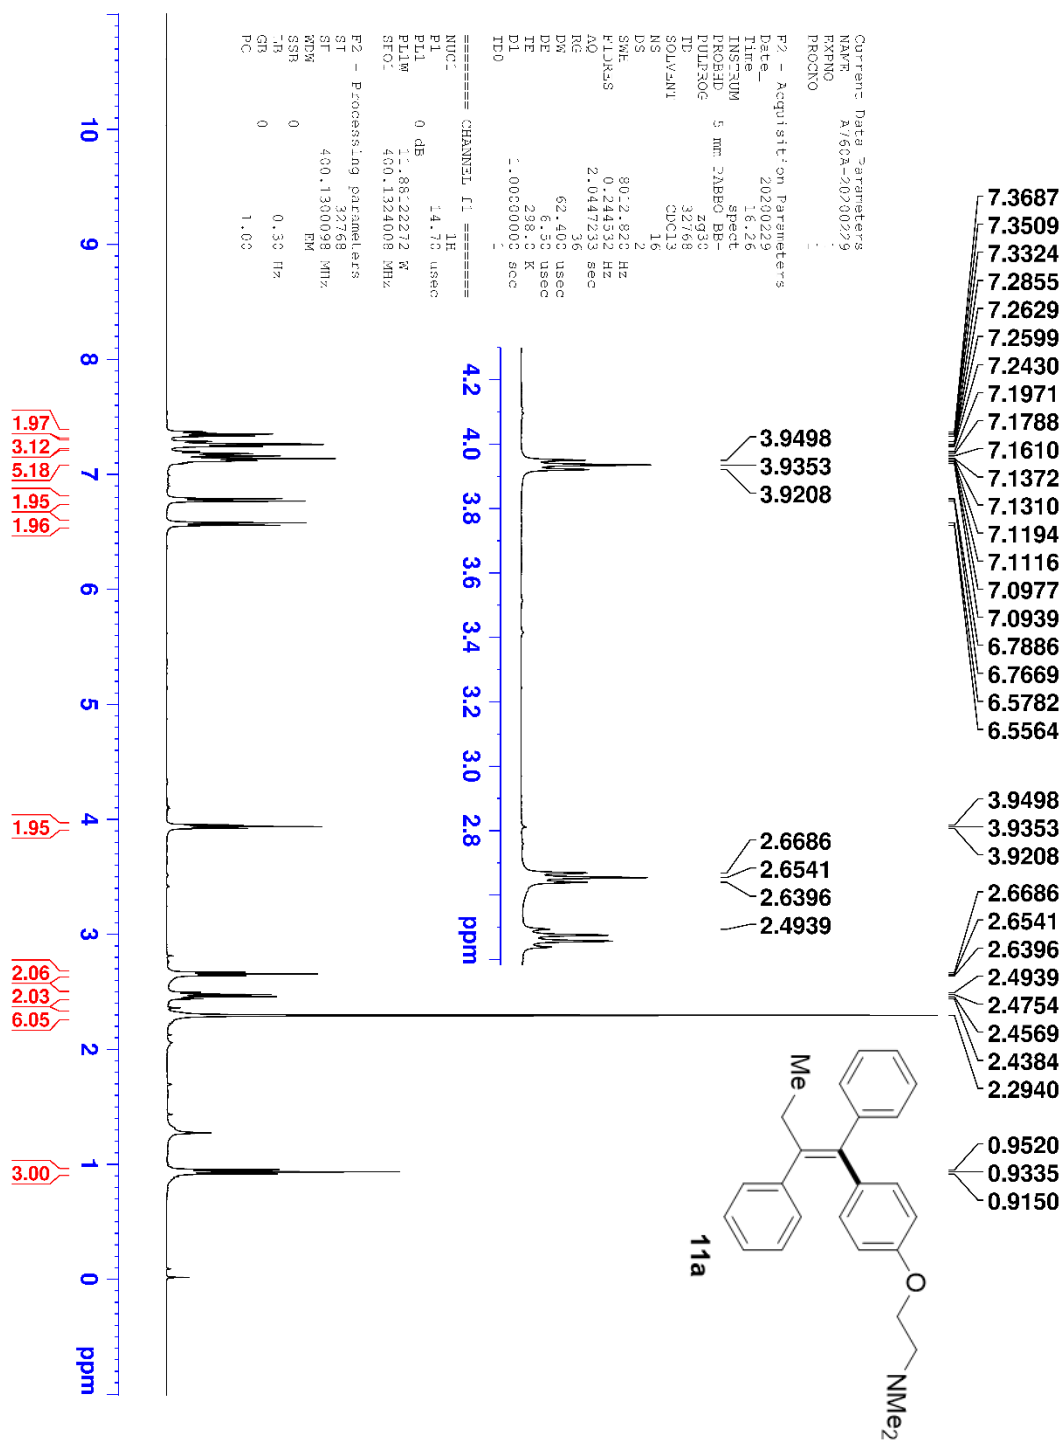 Current Data Parameters
NAME A760A-20200229
EXPNO 1
PROCNO 1
F2 - Acquisition Parameters
Date_ 20200229
Time 16.26
INSTRUM spect
PROBHD 5 mm PABBO BB-
PULPROG zg30
TD 32768
SOLVENT CDCl3
NS 16
DS 2
SWH 8012.820 Hz
FIDRES 0.244532 Hz
AQ 2.0447233 sec
RG 36
DW 62.400 usec
DE 6.50 usec
TE 298.0 K
D1 1.00000000 sec
TD0 1
======== CHANNEL f1 ========
NUC1 1H
P1 14.70 usec
PL1 0 dB
PL1W 11.88122272 W
SFO1 400.1324008 MHz
F2 - Processing parameters
SI 32768
SF 400.1300098 MHz
WDW EM
SSB 0
LB 0.30 Hz
GB 0
PC 1.00
7.3687
7.3509
7.3324
7.2855
7.2629
7.2599
7.2430
7.1971
7.1788
7.1610
7.1372
7.1310
7.1194
7.1116
7.0977
7.0939
6.7886
6.7669
6.5782
6.5564
3.9498
3.9353
3.9208
2.6686
2.6541
2.6396
2.4939
2.4754
2.4569
2.4384
2.2940
0.9520
0.9335
0.9150
3.9498
3.9353
3.9208
2.6686
2.6541
2.6396
2.4939
4.2 4.0 3.8 3.6 3.4 3.2 3.0 2.8 ppm
Me
O
NMe2
11a
10 9 8 7 6 5 4 3 2 1 0 ppm
1.97
3.12
5.18
1.95
1.96
1.95
2.06
2.03
6.05
3.00